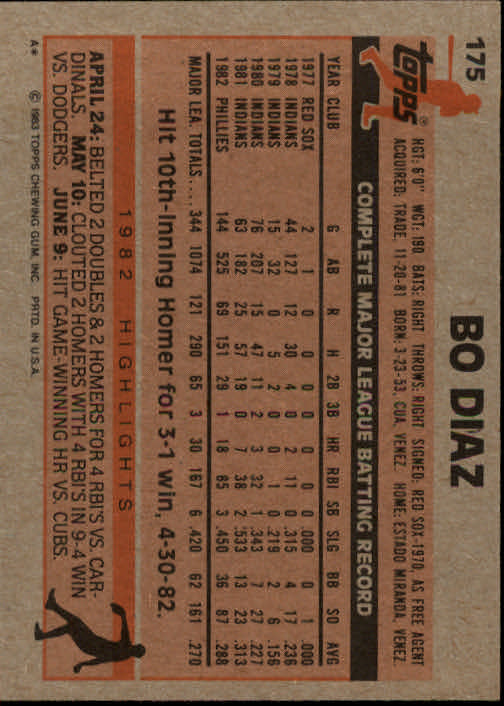 175
BO DIAZ
topps®
HGT: 6'0" WGT: 190 BATS: RIGHT THROWS: RIGHT SIGNED: RED SOX-1970, AS FREE AGENT
ACQUIRED: TRADE, 11-20-81 BORN: 3-23-53, CUA, VENEZ. HOME: ESTADO MIRANDA, VENEZ.
COMPLETE MAJOR LEAGUE BATTING RECORD
YEAR CLUB G AB R H 2B 3B HR RBI SB SLG BB SO AVG
1977 RED SOX 2 1 0 0 0 0 0 0 0 .000 0 1 .000
1978 INDIANS 44 127 12 30 4 0 2 11 0 .315 4 17 .236
1979 INDIANS 15 32 0 5 2 0 0 1 0 .219 2 6 .156
1980 INDIANS 76 207 15 47 11 2 3 32 1 .343 7 27 .227
1981 INDIANS 63 182 25 57 19 0 7 38 2 .533 13 23 .313
1982 PHILLIES 144 525 69 151 29 1 18 85 3 .450 36 87 .288
MAJOR LEA. TOTALS 344 1074 121 290 65 3 30 167 6 .420 62 161 .270
Hit 10th-inning Homer for 3-1 win, 4-30-82.
1982 HIGHLIGHTS
APRIL 24: BELTED 2 DOUBLES & 2 HOMERS FOR 4 RBI'S VS. CAR-
DINALS. MAY 10: CLOUTED 2 HOMERS WITH 4 RBI'S IN 9-4 WIN
VS. DODGERS. JUNE 9: HIT GAME-WINNING HR VS. CUBS.
A* © 1983 TOPPS CHEWING GUM, INC. PRTD. IN U.S.A.